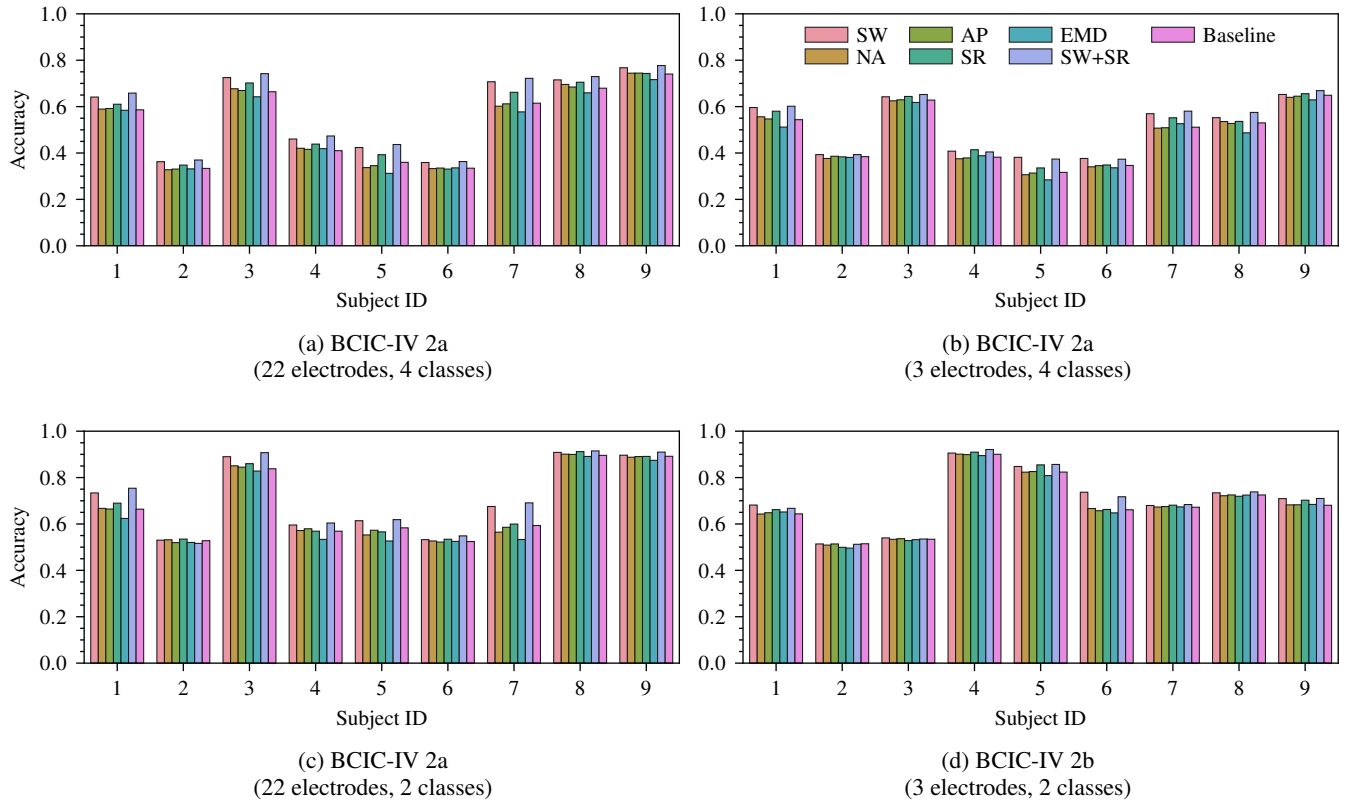 1.0
0.8
0.6
0.4
0.2
0.0
Accuracy
1 2 3 4 5 6 7 8 9
Subject ID
(a) BCIC-IV 2a
(22 electrodes, 4 classes)
1.0
0.8
0.6
0.4
0.2
0.0
SW AP EMD Baseline
NA SR SW+SR
1 2 3 4 5 6 7 8 9
Subject ID
(b) BCIC-IV 2a
(3 electrodes, 4 classes)
1.0
0.8
0.6
0.4
0.2
0.0
Accuracy
1 2 3 4 5 6 7 8 9
Subject ID
(c) BCIC-IV 2a
(22 electrodes, 2 classes)
1.0
0.8
0.6
0.4
0.2
0.0
1 2 3 4 5 6 7 8 9
Subject ID
(d) BCIC-IV 2b
(3 electrodes, 2 classes)